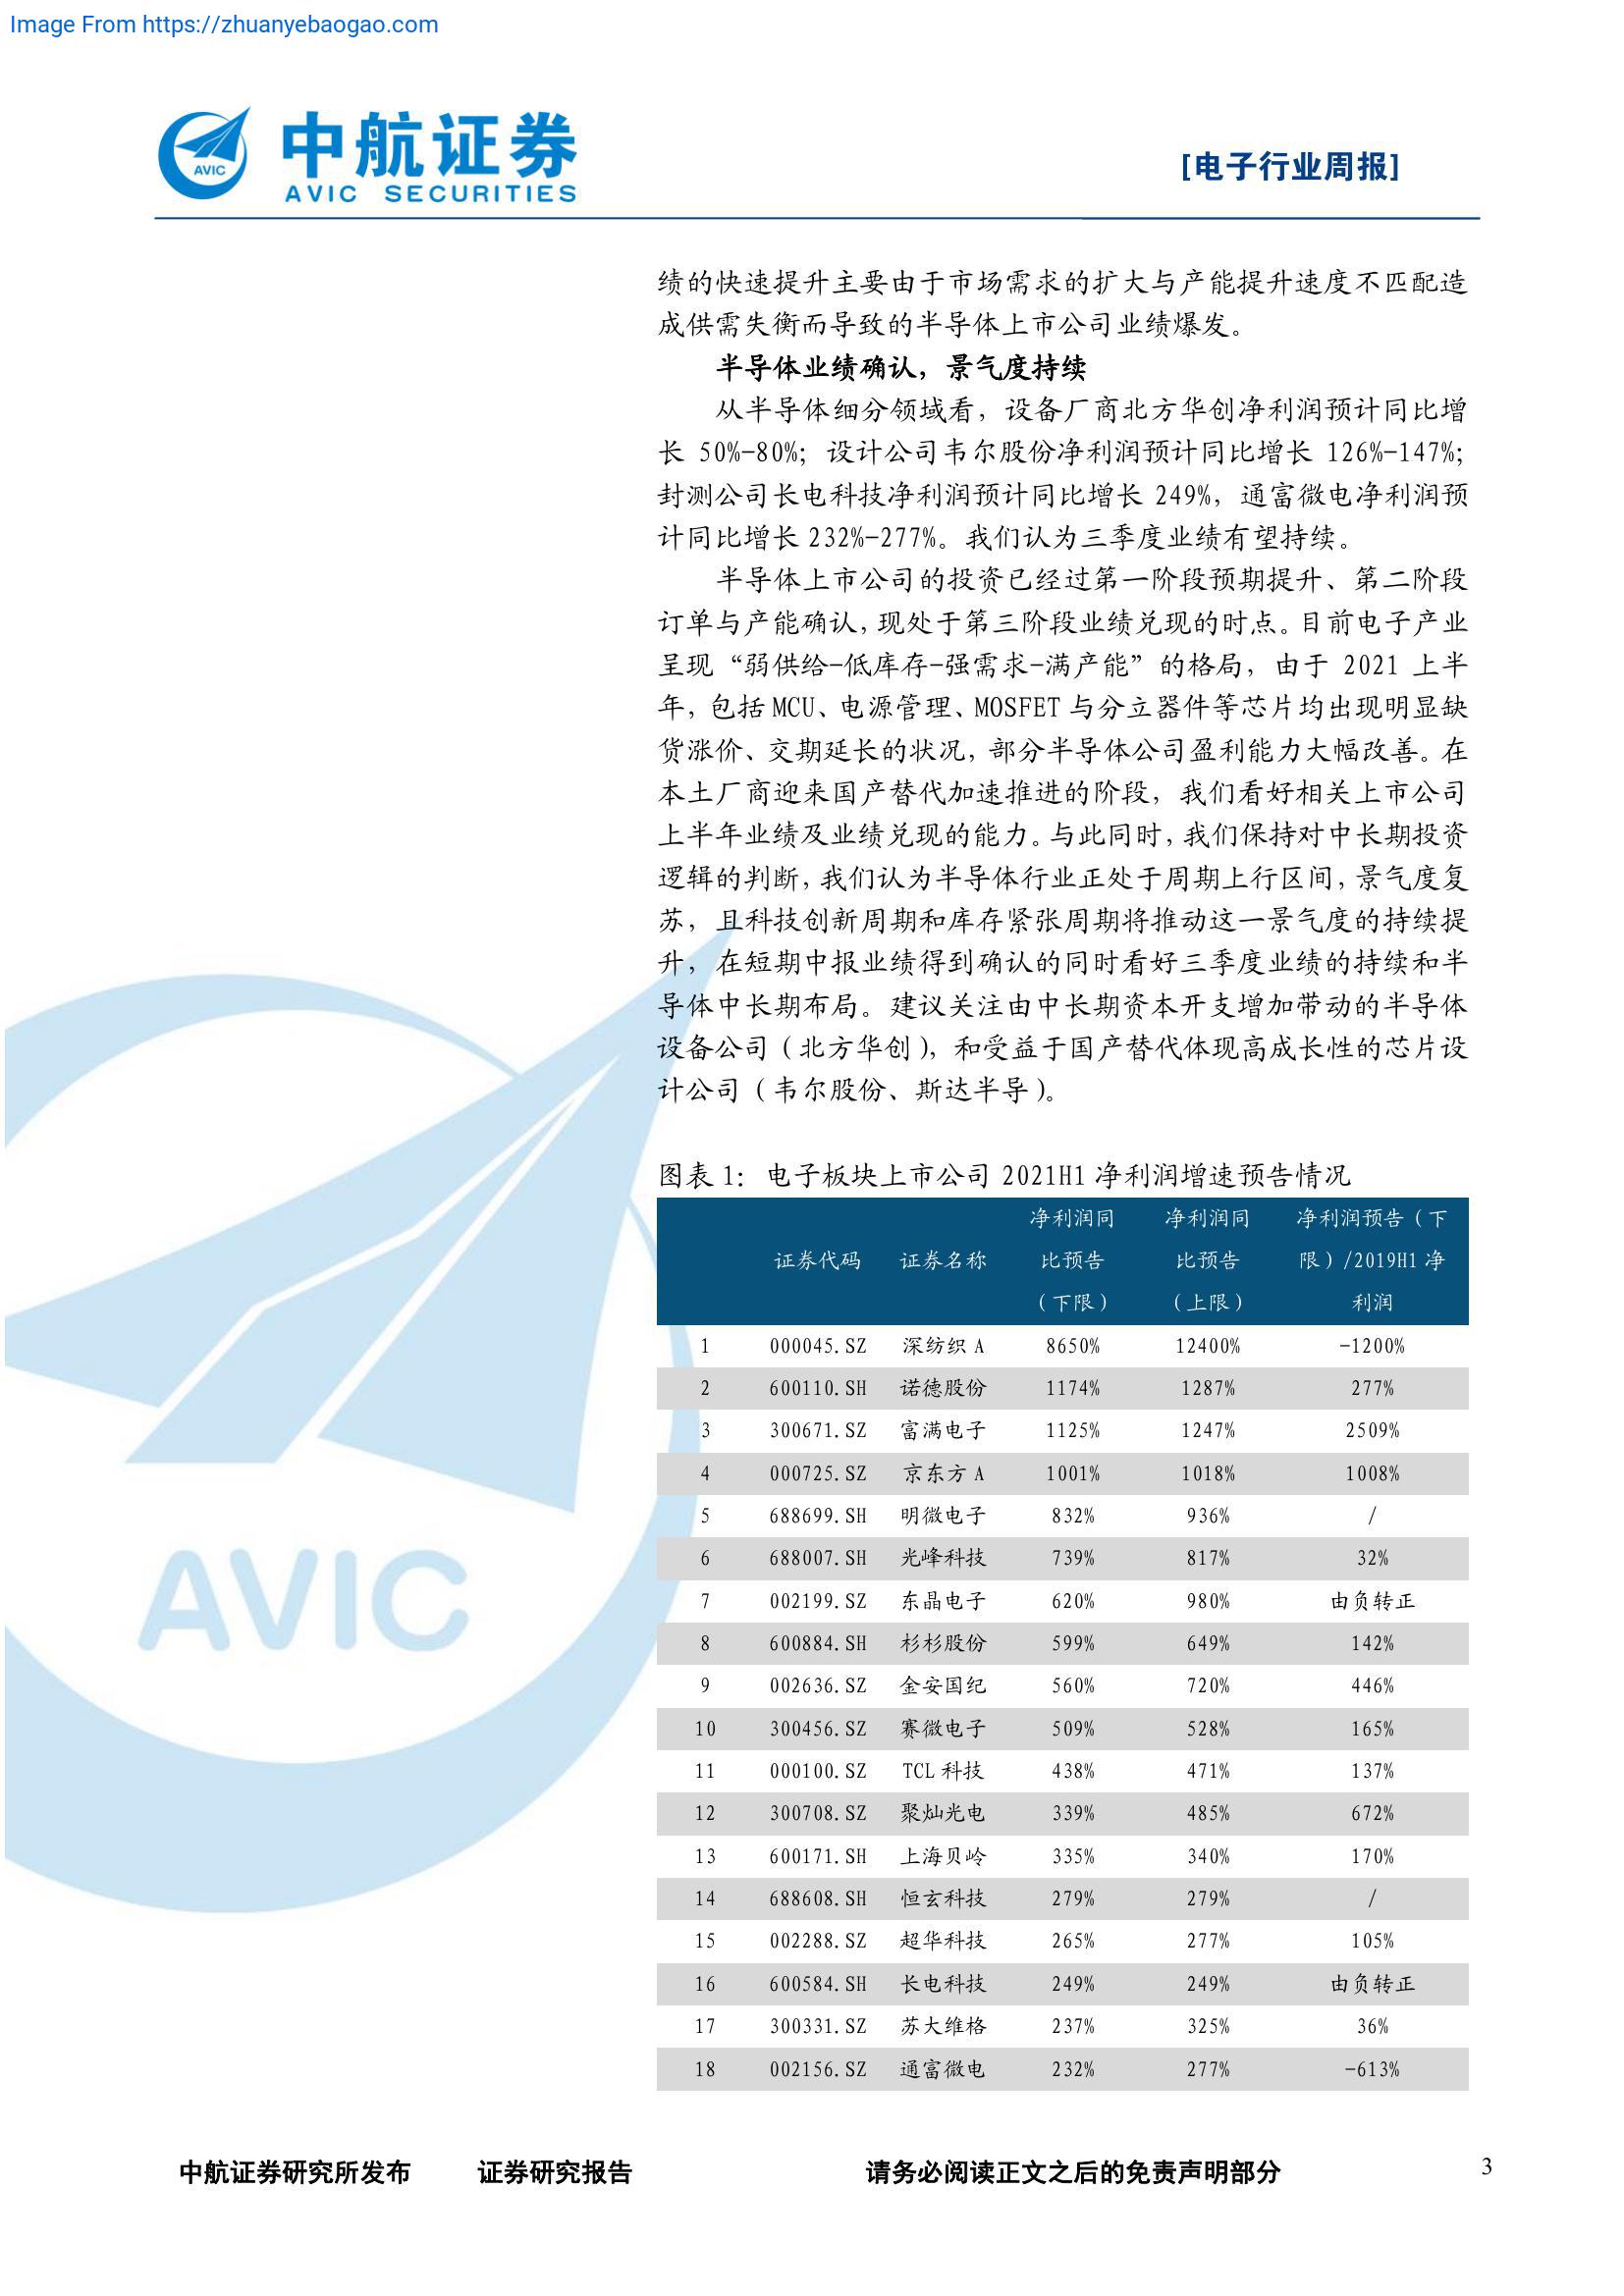 Image From https://zhuanyebaogao.com
AVIC
中航证券
AVIC SECURITIES
[电子行业周报]
绩的快速提升主要由于市场需求的扩大与产能提升速度不匹配造
成供需失衡而导致的半导体上市公司业绩爆发。
半导体业绩确认，景气度持续
从半导体细分领域看，设备厂商北方华创净利润预计同比增
长 50%-80%；设计公司韦尔股份净利润预计同比增长 126%-147%；
封测公司长电科技净利润预计同比增长 249%，通富微电净利润预
计同比增长 232%-277%。我们认为三季度业绩有望持续。
半导体上市公司的投资已经过第一阶段预期提升、第二阶段
订单与产能确认，现处于第三阶段业绩兑现的时点。目前电子产业
呈现“弱供给-低库存-强需求-满产能”的格局，由于 2021 上半
年，包括 MCU、电源管理、MOSFET 与分立器件等芯片均出现明显缺
货涨价、交期延长的状况，部分半导体公司盈利能力大幅改善。在
本土厂商迎来国产替代加速推进的阶段，我们看好相关上市公司
上半年业绩及业绩兑现的能力。与此同时，我们保持对中长期投资
逻辑的判断，我们认为半导体行业正处于周期上行区间，景气度复
苏，且科技创新周期和库存紧张周期将推动这一景气度的持续提
升，在短期中报业绩得到确认的同时看好三季度业绩的持续和半
导体中长期布局。建议关注由中长期资本开支增加带动的半导体
设备公司（北方华创），和受益于国产替代体现高成长性的芯片设
计公司（韦尔股份、斯达半导）。
图表 1：电子板块上市公司 2021H1 净利润增速预告情况
净利润同 净利润同 净利润预告（下
证券代码 证券名称 比预告 比预告 限）/2019H1 净
（下限） （上限） 利润
1 000045.SZ 深纺织 A 8650% 12400% -1200%
2 600110.SH 诺德股份 1174% 1287% 277%
3 300671.SZ 富满电子 1125% 1247% 2509%
4 000725.SZ 京东方 A 1001% 1018% 1008%
5 688699.SH 明微电子 832% 936% /
6 688007.SH 光峰科技 739% 817% 32%
7 002199.SZ 东晶电子 620% 980% 由负转正
8 600884.SH 杉杉股份 599% 649% 142%
9 002636.SZ 金安国纪 560% 720% 446%
10 300456.SZ 赛微电子 509% 528% 165%
11 000100.SZ TCL 科技 438% 471% 137%
12 300708.SZ 聚灿光电 339% 485% 672%
13 600171.SH 上海贝岭 335% 340% 170%
14 688608.SH 恒玄科技 279% 279% /
15 002288.SZ 超华科技 265% 277% 105%
16 600584.SH 长电科技 249% 249% 由负转正
17 300331.SZ 苏大维格 237% 325% 36%
18 002156.SZ 通富微电 232% 277% -613%
AVIC
中航证券研究所发布 证券研究报告 请务必阅读正文之后的免责声明部分 3